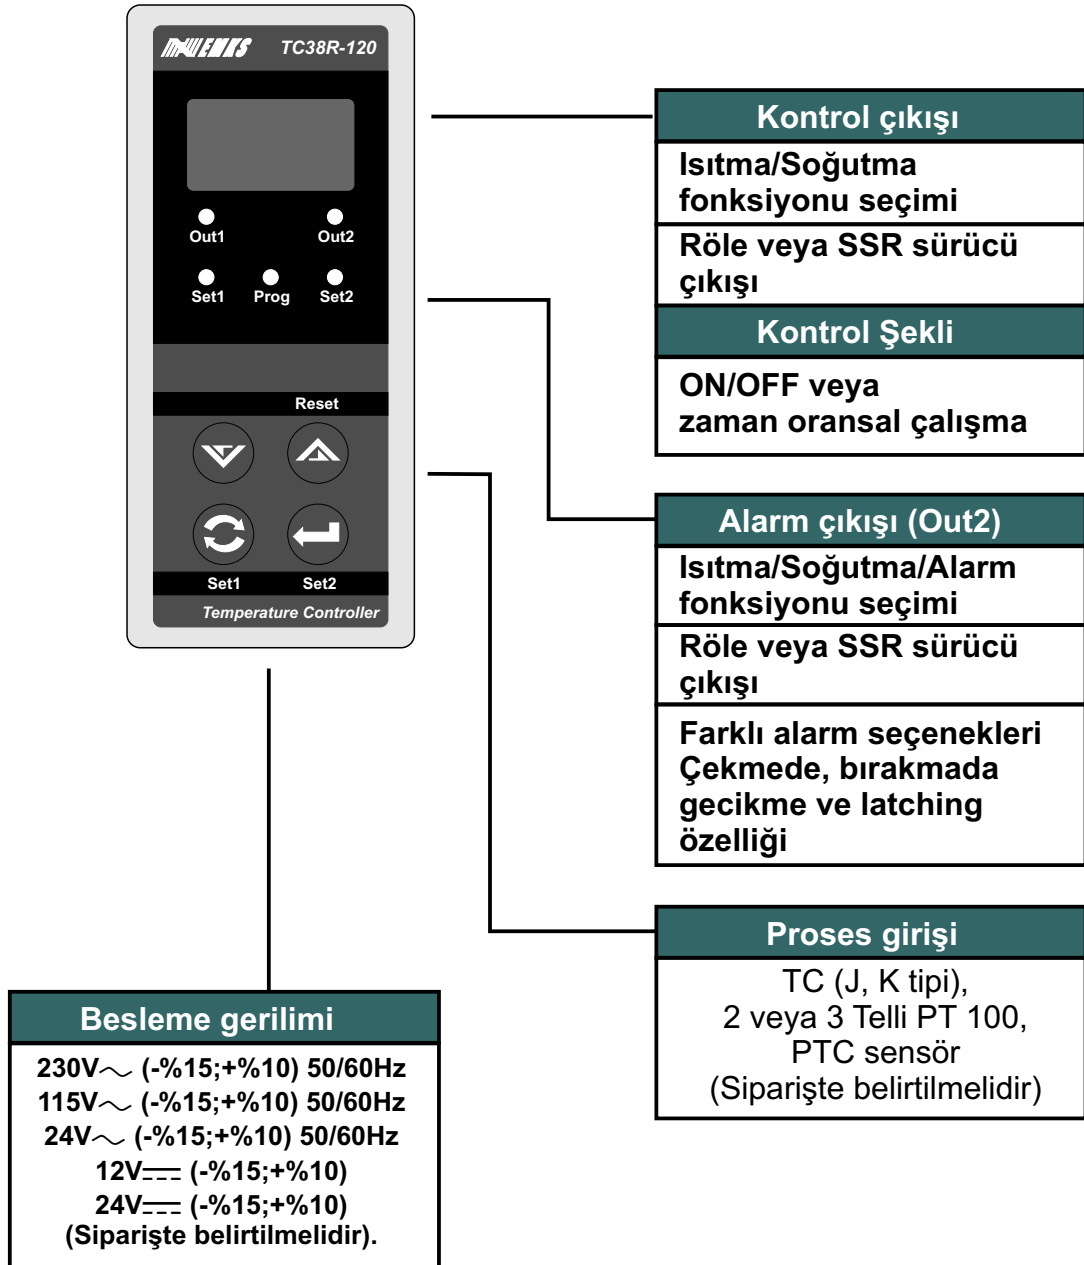 TC38R-120
Out1 Out2
Set1 Prog Set2
Reset
Set1 Set2
Temperature Controller
Kontrol çıkışı
Isıtma/Soğutma
fonksiyonu seçimi
Röle veya SSR sürücü
çıkışı
Kontrol Şekli
ON/OFF veya
zaman oransal çalışma
Alarm çıkışı (Out2)
Isıtma/Soğutma/Alarm
fonksiyonu seçimi
Röle veya SSR sürücü
çıkışı
Farklı alarm seçenekleri
Çekmede, bırakmada
gecikme ve latching
özelliği
Proses girişi
TC (J, K tipi),
2 veya 3 Telli PT 100,
PTC sensör
(Siparişte belirtilmelidir)
Besleme gerilimi
230V~ (-%15;+%10) 50/60Hz
115V~ (-%15;+%10) 50/60Hz
24V~ (-%15;+%10) 50/60Hz
12V⎓ (-%15;+%10)
24V⎓ (-%15;+%10)
(Siparişte belirtilmelidir).